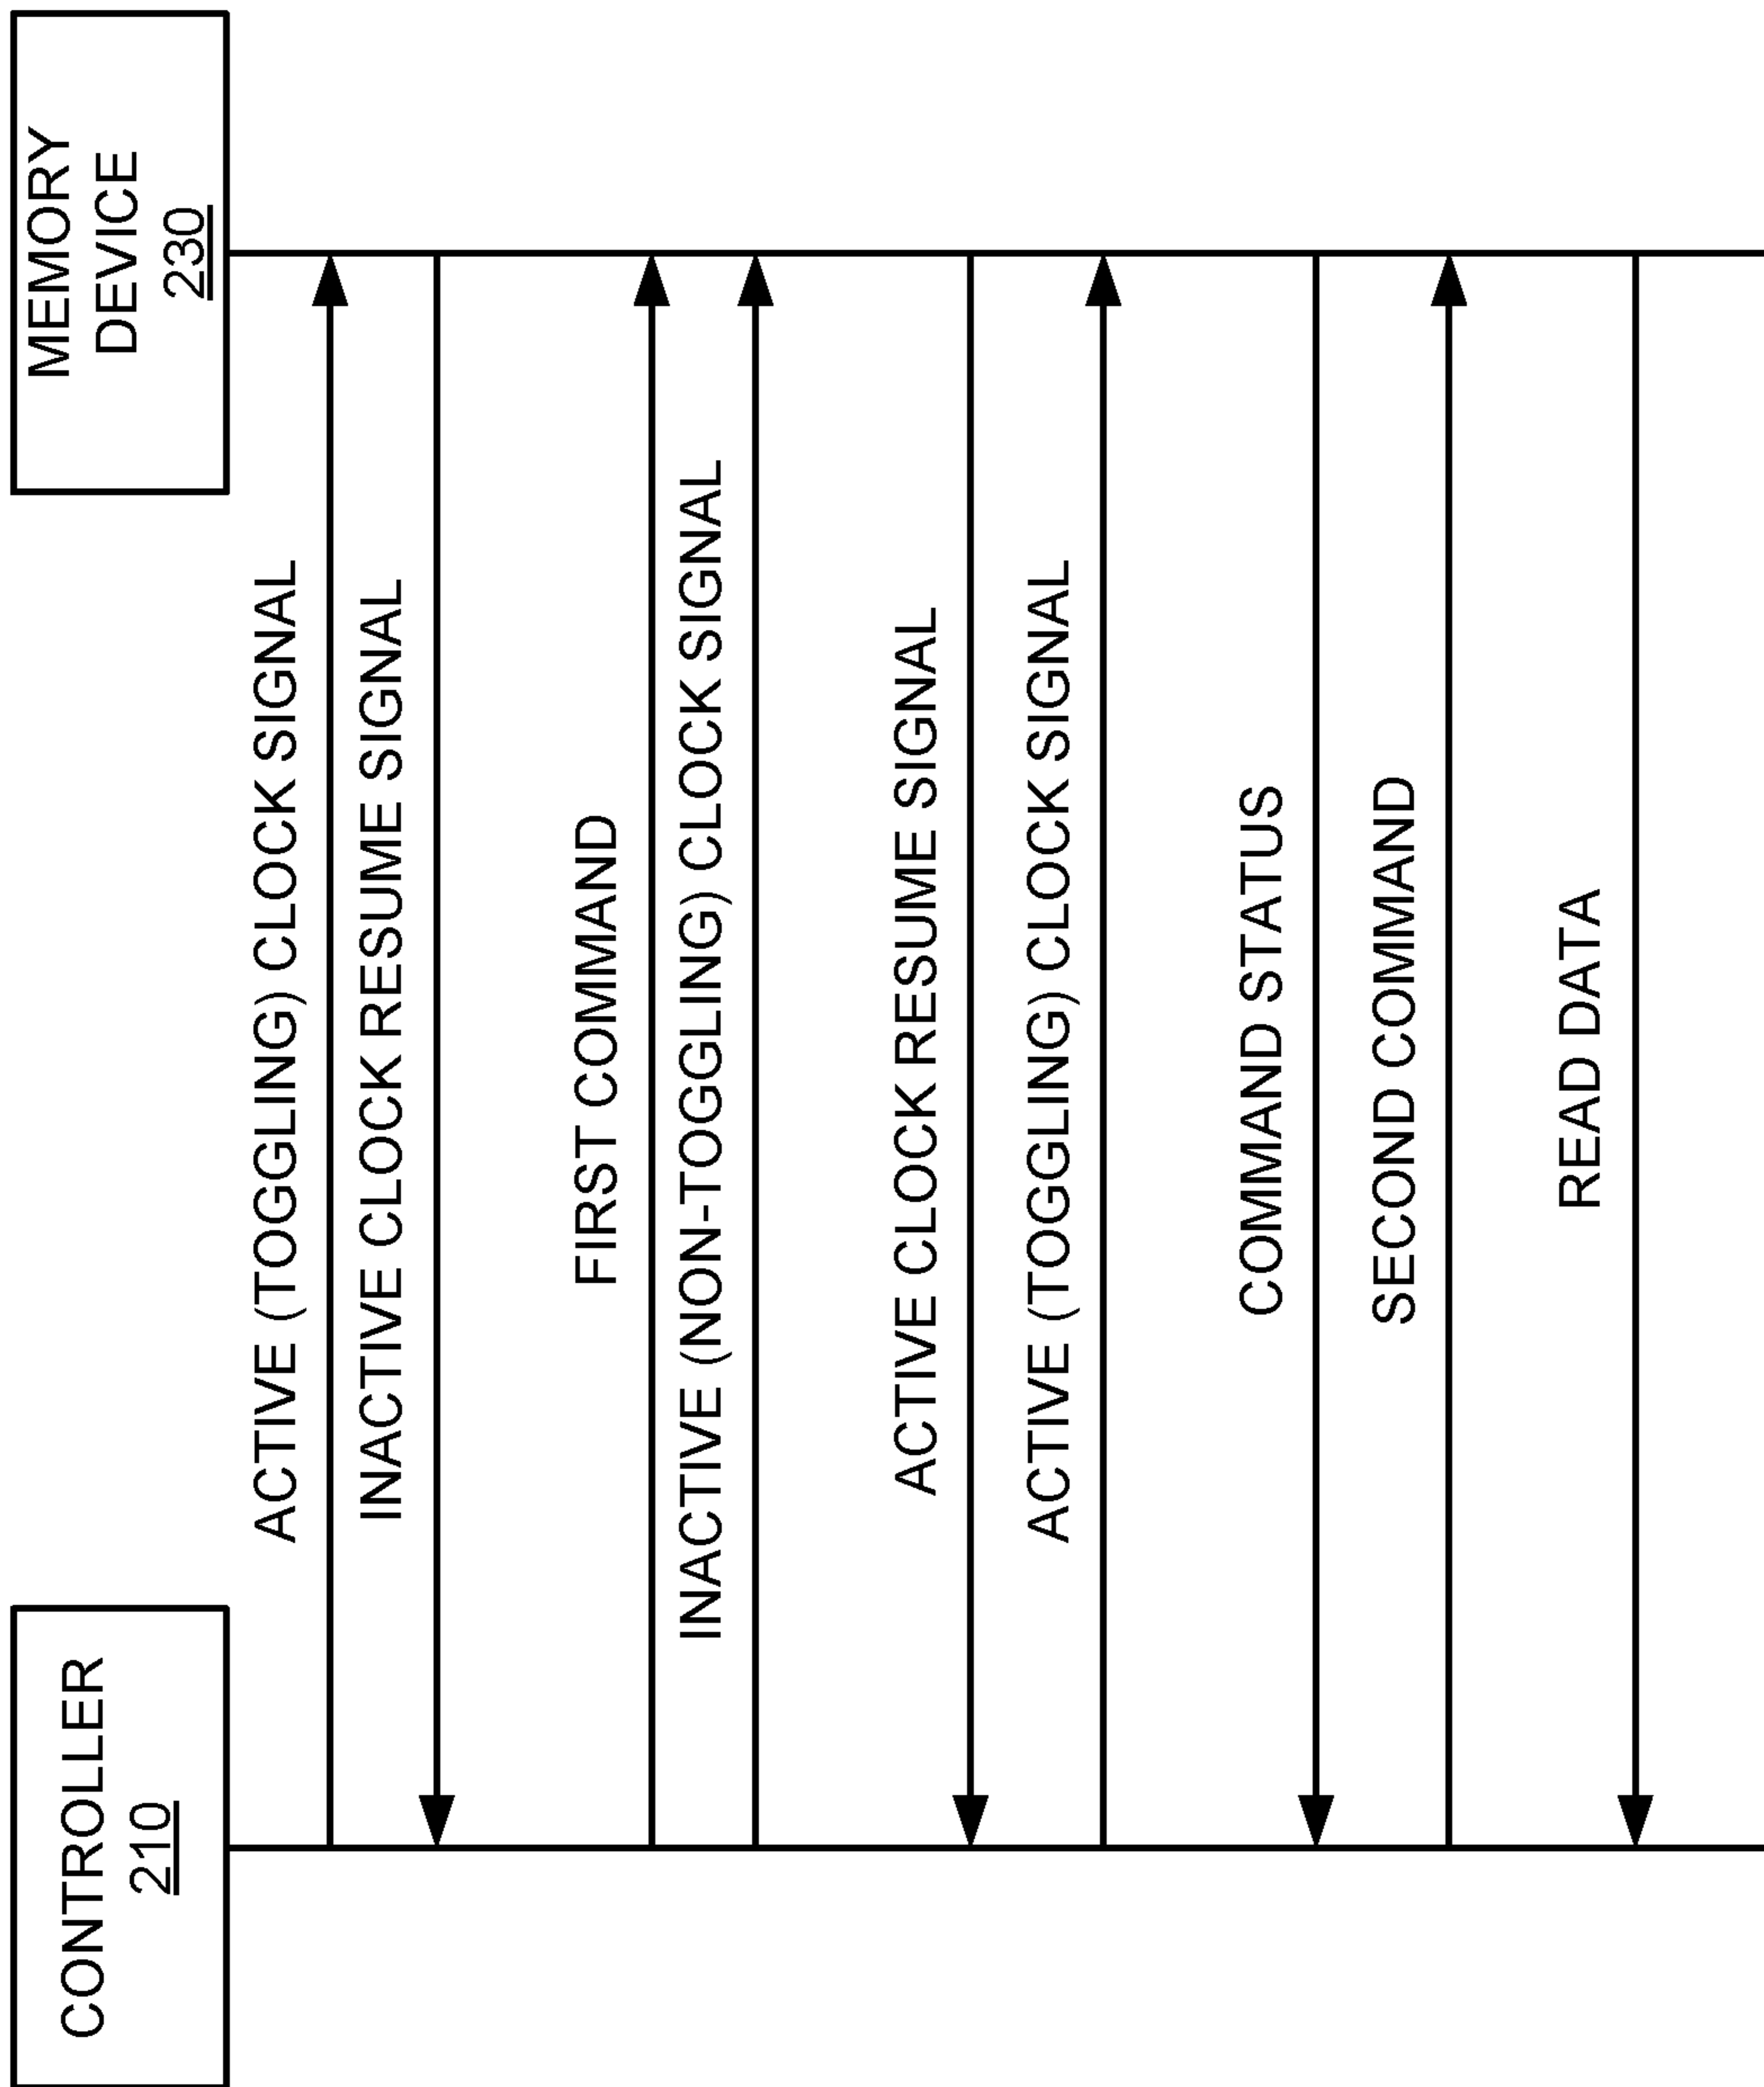 CONTROLLER
210
MEMORY
DEVICE
230
ACTIVE (TOGGLING) CLOCK SIGNAL
INACTIVE CLOCK RESUME SIGNAL
FIRST COMMAND
INACTIVE (NON-TOGGLING) CLOCK SIGNAL
ACTIVE CLOCK RESUME SIGNAL
ACTIVE (TOGGLING) CLOCK SIGNAL
COMMAND STATUS
SECOND COMMAND
READ DATA